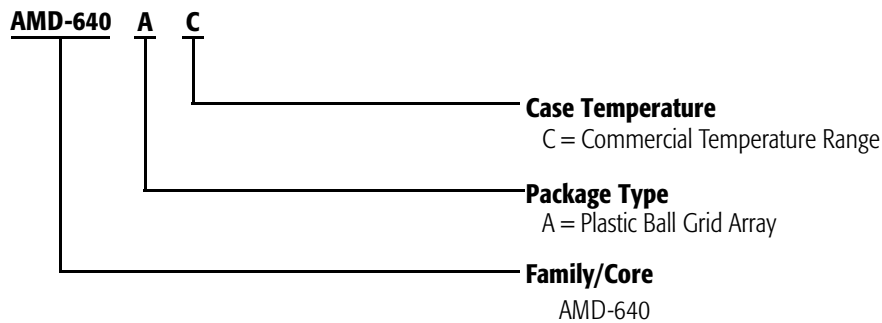 AMD-640 A C
Case Temperature
C = Commercial Temperature Range
Package Type
A = Plastic Ball Grid Array
Family/Core
AMD-640